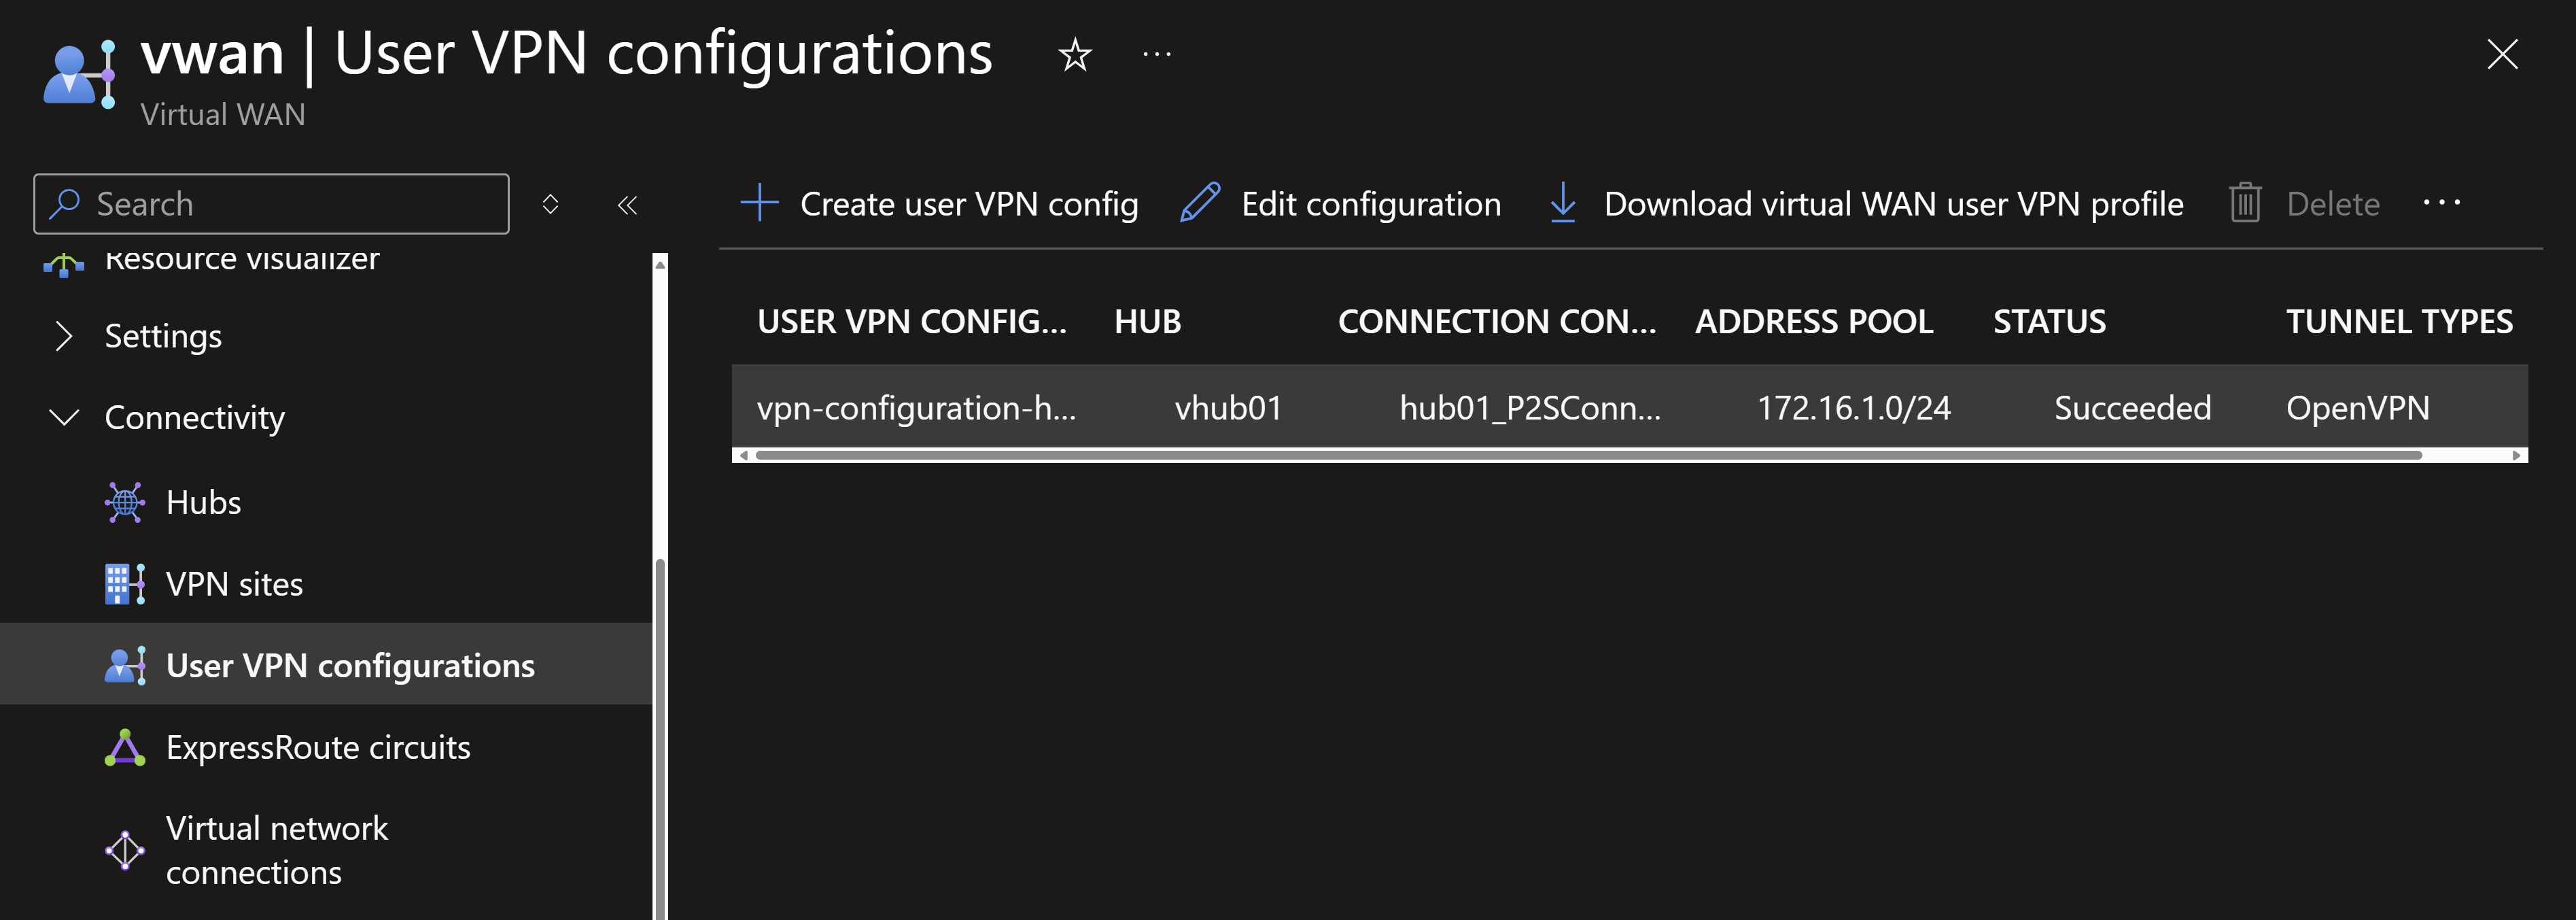 vwan | User VPN configurations
Virtual WAN
Search
Resource visualizer
Settings
Connectivity
Hubs
VPN sites
User VPN configurations
ExpressRoute circuits
Virtual network
connections
Create user VPN config Edit configuration Download virtual WAN user VPN profile Delete ...
USER VPN CONFIG... HUB CONNECTION CON... ADDRESS POOL STATUS TUNNEL TYPES
vpn-configuration-h... vhub01 hub01_P2SConn... 172.16.1.0/24 Succeeded OpenVPN